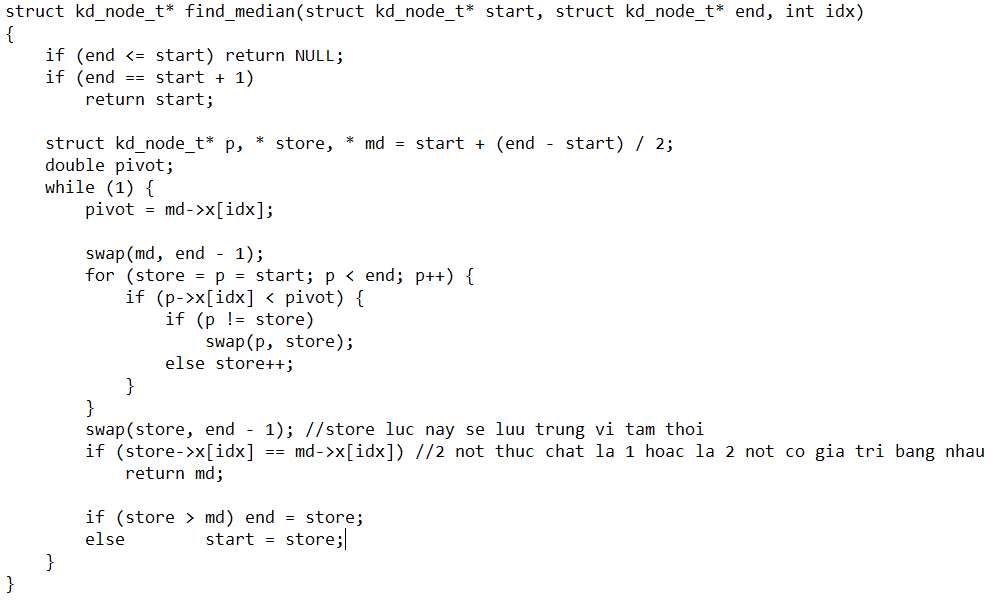 struct kd_node_t* find_median(struct kd_node_t* start, struct kd_node_t* end, int idx)
{
    if (end <= start) return NULL;
    if (end == start + 1)
        return start;

    struct kd_node_t* p, * store, * md = start + (end - start) / 2;
    double pivot;
    while (1) {
        pivot = md->x[idx];

        swap(md, end - 1);
        for (store = p = start; p < end; p++) {
            if (p->x[idx] < pivot) {
                if (p != store)
                    swap(p, store);
                else store++;
            }
        }
        swap(store, end - 1); //store luc nay se luu trung vi tam thoi
        if (store->x[idx] == md->x[idx]) //2 not thuc chat la 1 hoac la 2 not co gia tri bang nhau
            return md;

        if (store > md) end = store;
        else        start = store;
    }
}